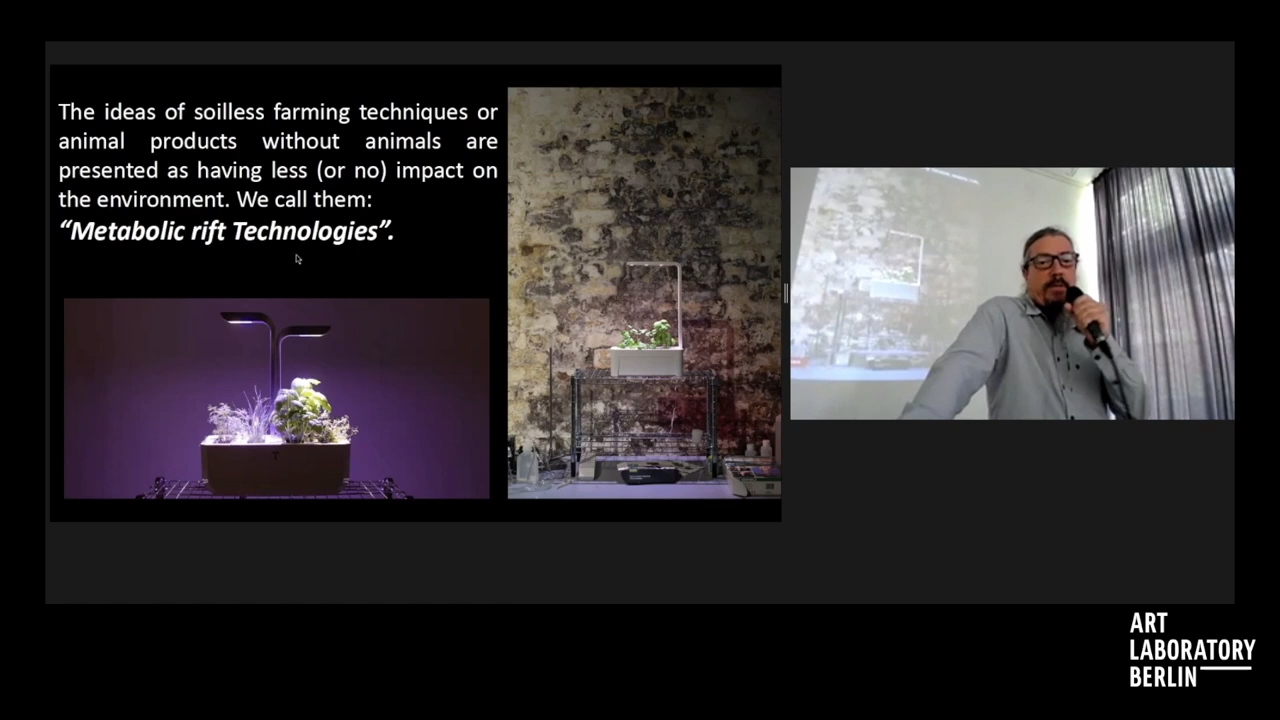 The ideas of soilless farming techniques or
animal products without animals are
presented as having less (or no) impact on
the environment. We call them:
“Metabolic rift Technologies”.
ART
LABORATORY
BERLIN